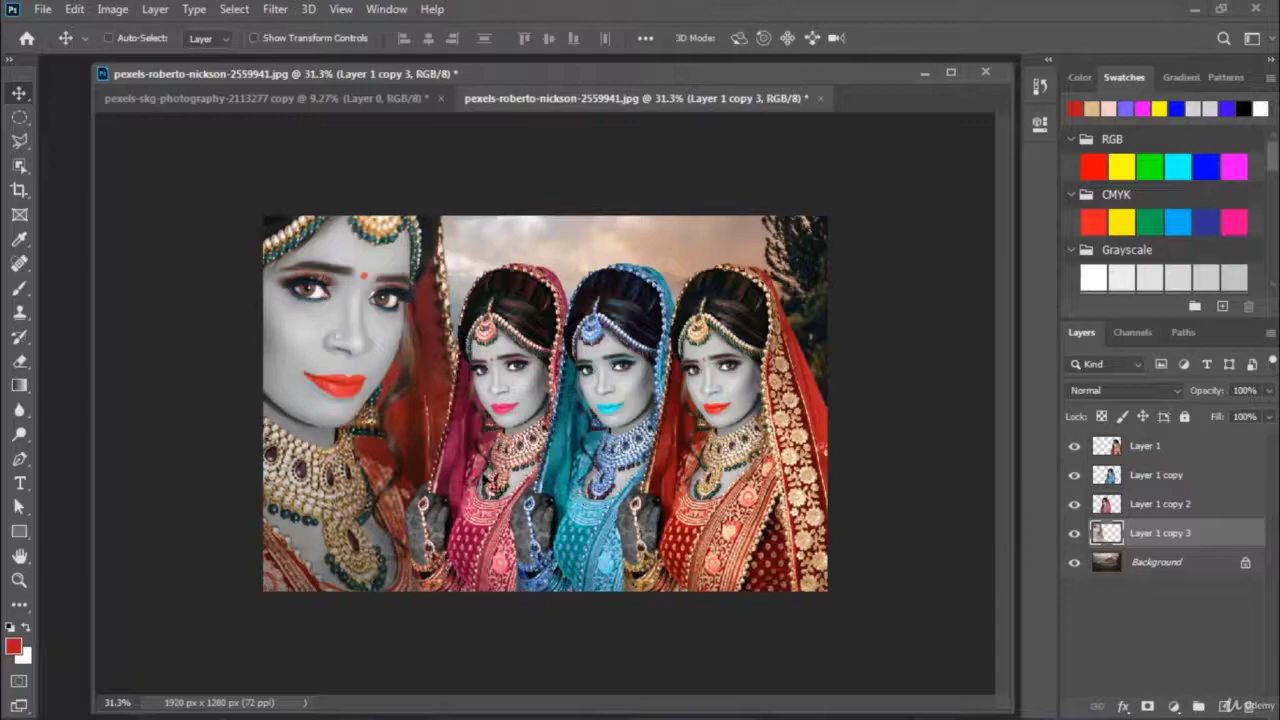 Ps File Edit Image Layer Type Select Filter 3D View Window Help
Auto-Select: Layer Show Transform Controls 3D Mode:
pexels-roberto-nickson-2559941.jpg @ 31.3% (Layer 1 copy 3, RGB/8) *
pexels-skg-photography-2113277 copy @ 9.27% (Layer 0, RGB/8) * × pexels-roberto-nickson-2559941.jpg @ 31.3% (Layer 1 copy 3, RGB/8) * ×
Color Swatches Gradient Patterns
RGB
CMYK
Grayscale
Layers Channels Paths
Kind
Normal Opacity: 100%
Lock: Fill: 100%
Layer 1
Layer 1 copy
Layer 1 copy 2
Layer 1 copy 3
Background
31.3% 1920 px x 1280 px (72 ppi)
fx
Udemy